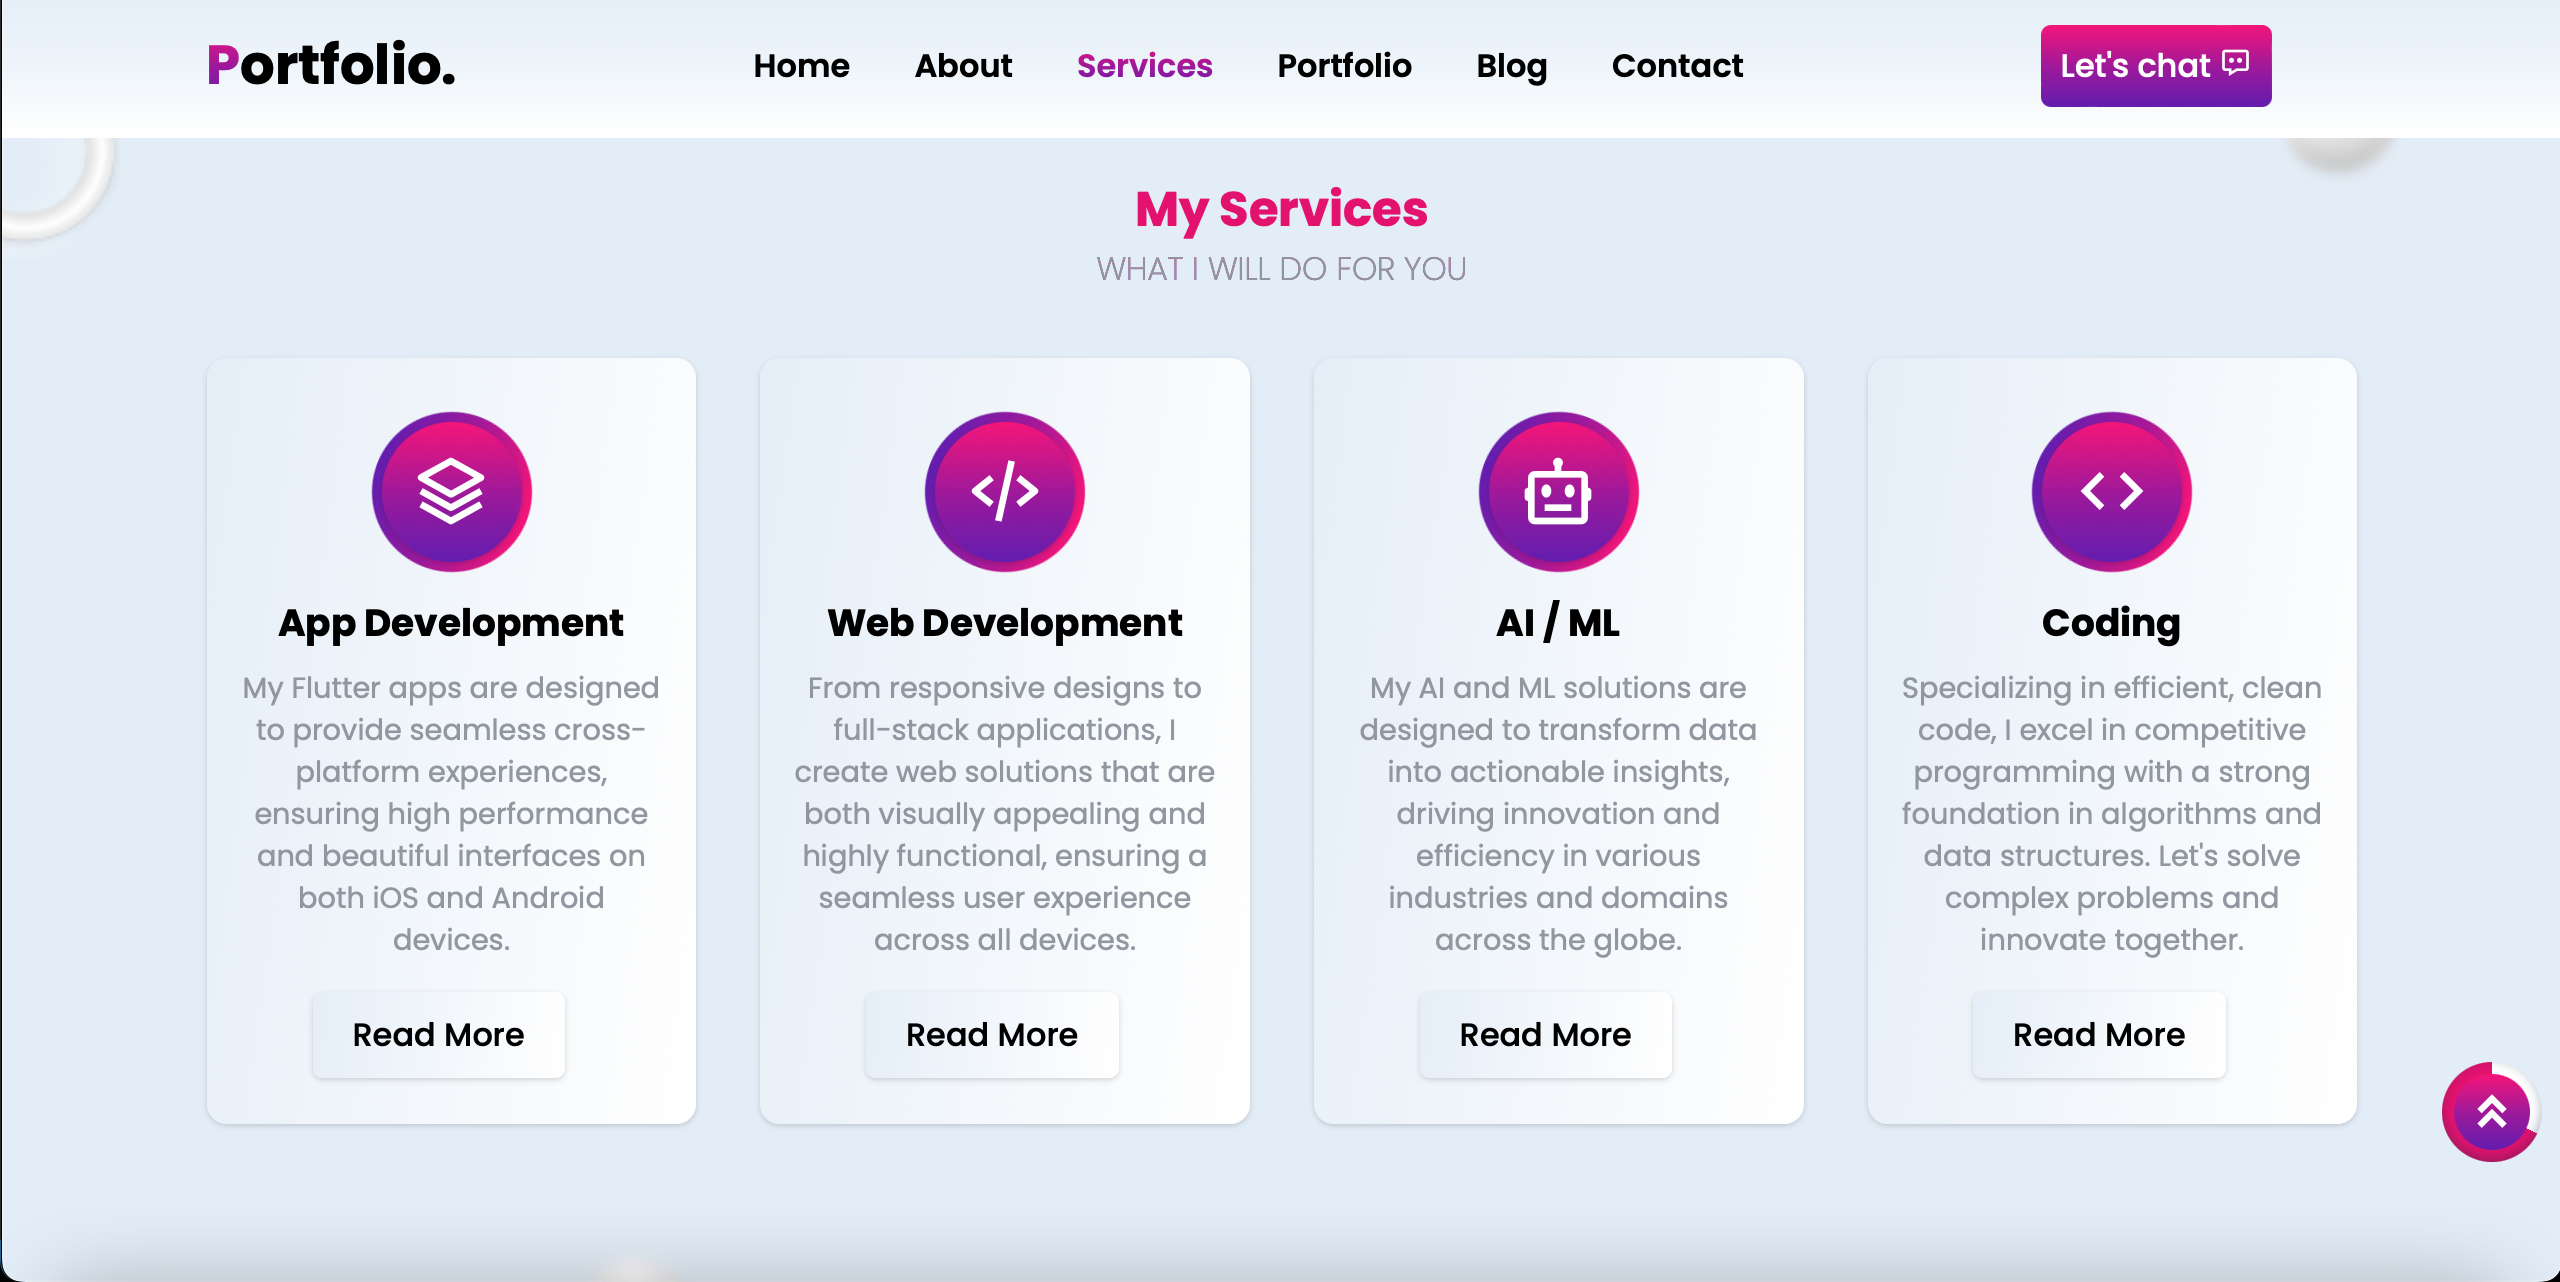 Portfolio.
Home About Services Portfolio Blog Contact
Let's chat
My Services
WHAT I WILL DO FOR YOU
App Development
My Flutter apps are designed
to provide seamless cross-
platform experiences,
ensuring high performance
and beautiful interfaces on
both iOS and Android
devices.
Read More
Web Development
From responsive designs to
full-stack applications, I
create web solutions that are
both visually appealing and
highly functional, ensuring a
seamless user experience
across all devices.
Read More
AI / ML
My AI and ML solutions are
designed to transform data
into actionable insights,
driving innovation and
efficiency in various
industries and domains
across the globe.
Read More
Coding
Specializing in efficient, clean
code, I excel in competitive
programming with a strong
foundation in algorithms and
data structures. Let's solve
complex problems and
innovate together.
Read More